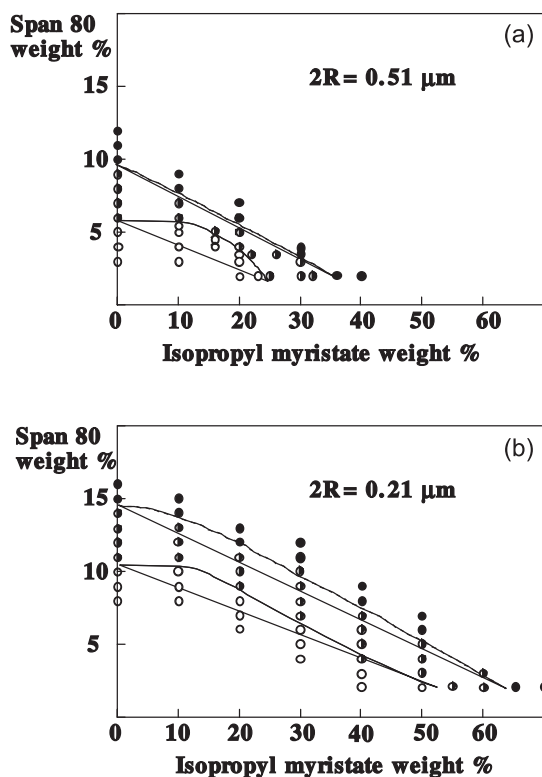 Span 80
weight %
(a)
2R = 0.51 µm
15
10
5
0 10 20 30 40 50 60
Isopropyl myristate weight %
Span 80
weight %
(b)
2R= 0.21 µm
15
10
5
0 10 20 30 40 50 60
Isopropyl myristate weight %